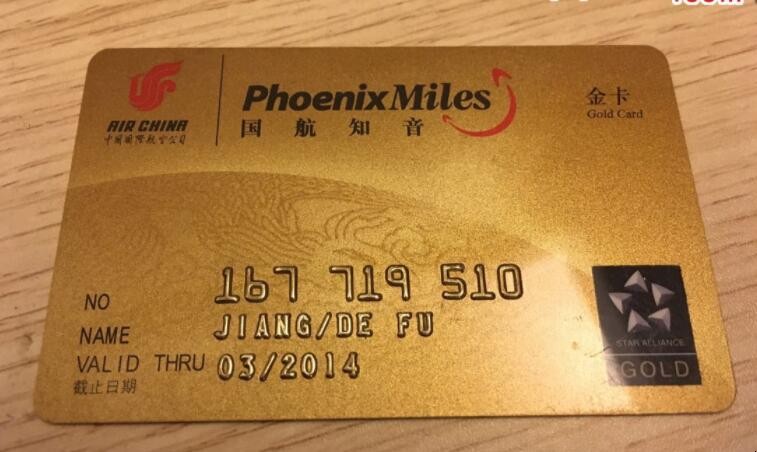 AIR CHINA
中国国际航空公司
PhoenixMiles
国航知音
金卡
Gold Card
NO 167 719 510
NAME JIANG/DE FU
VALID THRU 03/2014
截止日期
STAR ALLIANCE
GOLD